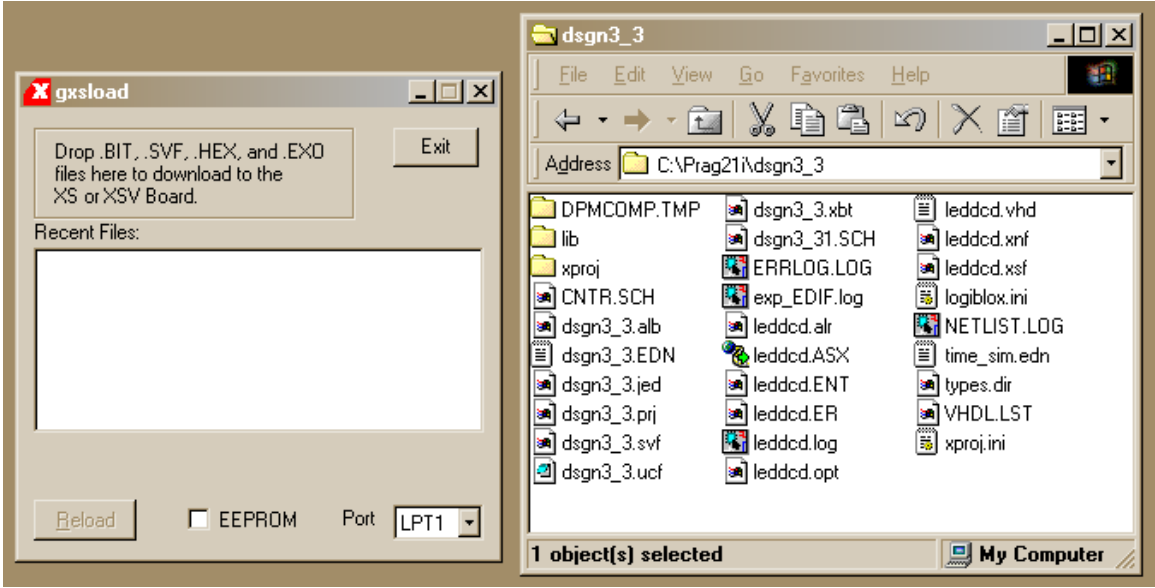 gxsload
Drop .BIT, .SVF, .HEX, and .EXO
files here to download to the
XS or XSV Board.
Exit
Recent Files:
Reload
EEPROM
Port
LPT1
dsgn3_3
File Edit View Go Favorites Help
Address C:\Prag21i\dsgn3_3
DPMCOMP.TMP
lib
xproj
CNTR.SCH
dsgn3_3.alb
dsgn3_3.EDN
dsgn3_3.jed
dsgn3_3.prj
dsgn3_3.svf
dsgn3_3.ucf
dsgn3_3.xbt
dsgn3_31.SCH
ERRLOG.LOG
exp_EDIF.log
leddcd.alr
leddcd.ASX
leddcd.ENT
leddcd.ER
leddcd.log
leddcd.opt
leddcd.vhd
leddcd.xnf
leddcd.xsf
logiblox.ini
NETLIST.LOG
time_sim.edn
types.dir
VHDL.LST
xproj.ini
1 object(s) selected
My Computer